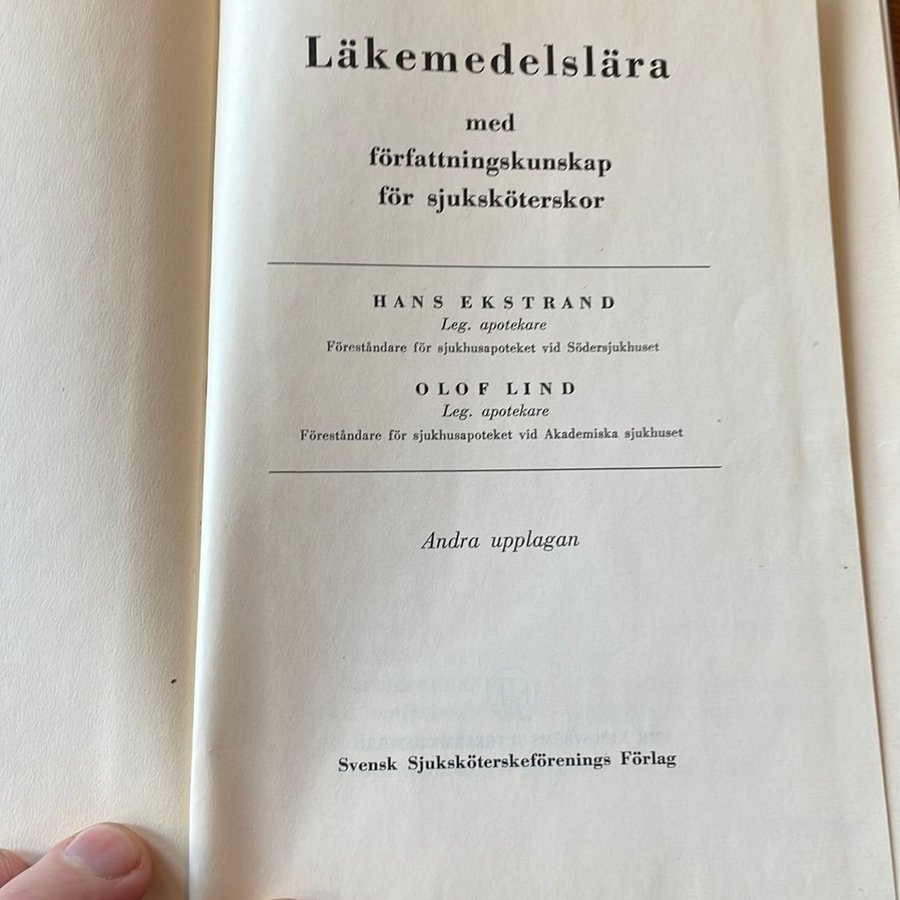 Läkemedelslära
med
författningskunskap
för sjuksköterskor
HANS EKSTRAND
Leg. apotekare
Föreståndare för sjukhusapoteket vid Södersjukhuset
OLOF LIND
Leg. apotekare
Föreståndare för sjukhusapoteket vid Akademiska sjukhuset
Andra upplagan
Svensk Sjuksköterskeförenings Förlag